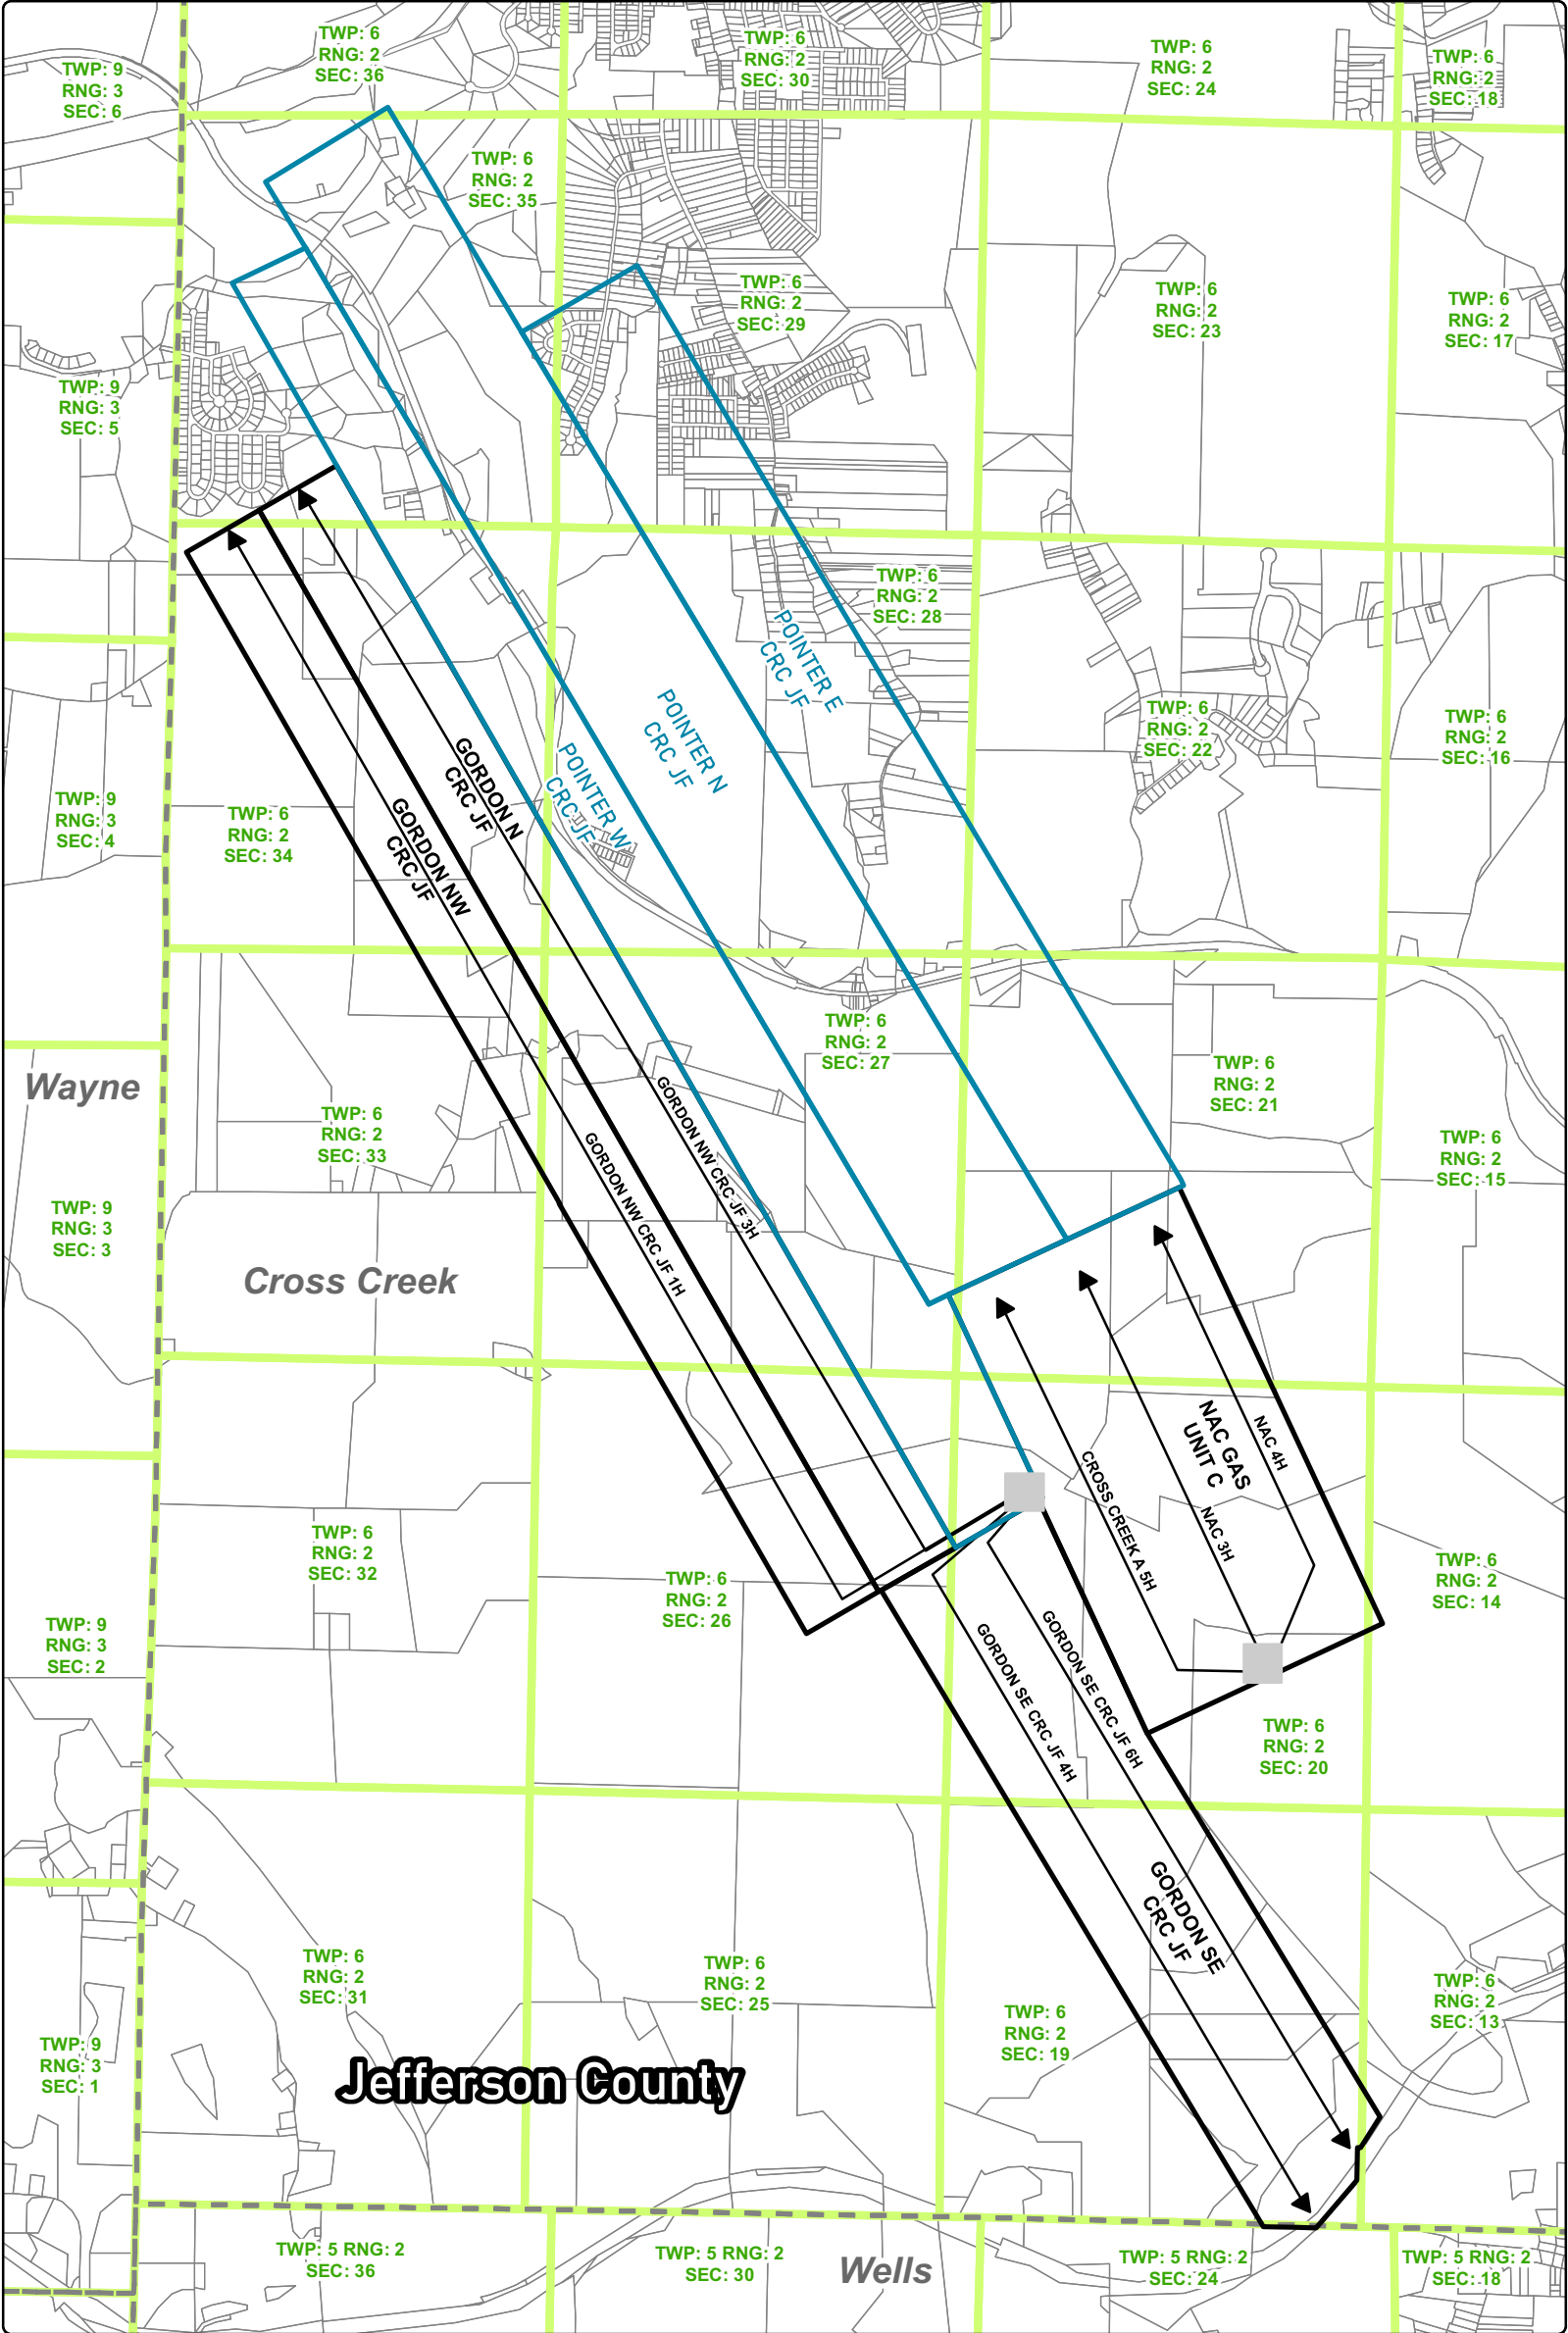 TWP: 6
RNG: 2
SEC: 36
TWP: 6
RNG: 2
SEC: 30
TWP: 6
RNG: 2
SEC: 24
TWP: 6
RNG: 2
SEC: 18
TWP: 9
RNG: 3
SEC: 6
TWP: 6
RNG: 2
SEC: 35
TWP: 6
RNG: 2
SEC: 29
TWP: 6
RNG: 2
SEC: 23
TWP: 6
RNG: 2
SEC: 17
TWP: 9
RNG: 3
SEC: 5
TWP: 6
RNG: 2
SEC: 28
POINTER E
CRC JF
POINTER N
CRC JF
TWP: 6
RNG: 2
SEC: 22
TWP: 6
RNG: 2
SEC: 16
GORDON N
CRC JF
POINTER W
CRC JF
GORDON NW
CRC JF
TWP: 9
RNG: 3
SEC: 4
TWP: 6
RNG: 2
SEC: 34
TWP: 6
RNG: 2
SEC: 27
TWP: 6
RNG: 2
SEC: 21
Wayne
TWP: 6
RNG: 2
SEC: 33
GORDON NW CRC JF 3H
GORDON NW CRC JF 1H
TWP: 6
RNG: 2
SEC: 15
TWP: 9
RNG: 3
SEC: 3
Cross Creek
NAC GAS
UNIT C
NAC 4H
CROSS CREEK A 5H
NAC 3H
TWP: 6
RNG: 2
SEC: 32
TWP: 6
RNG: 2
SEC: 26
TWP: 6
RNG: 2
SEC: 14
TWP: 9
RNG: 3
SEC: 2
GORDON SE CRC JF 6H
GORDON SE CRC JF 4H
TWP: 6
RNG: 2
SEC: 20
GORDON SE
CRC JF
TWP: 6
RNG: 2
SEC: 31
TWP: 6
RNG: 2
SEC: 25
TWP: 6
RNG: 2
SEC: 19
TWP: 6
RNG: 2
SEC: 13
TWP: 9
RNG: 3
SEC: 1
Jefferson County
TWP: 5 RNG: 2
SEC: 36
TWP: 5 RNG: 2
SEC: 30
Wells
TWP: 5 RNG: 2
SEC: 24
TWP: 5 RNG: 2
SEC: 18